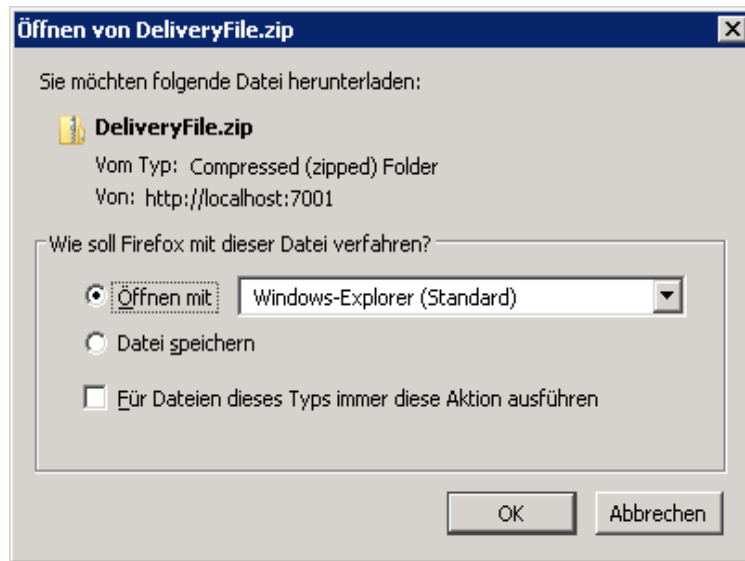 Öffnen von DeliveryFile.zip
Sie möchten folgende Datei herunterladen:
DeliveryFile.zip
Vom Typ: Compressed (zipped) Folder
Von: http://localhost:7001
Wie soll Firefox mit dieser Datei verfahren?
Öffnen mit Windows-Explorer (Standard)
Datei speichern
Für Dateien dieses Typs immer diese Aktion ausführen
OK Abbrechen